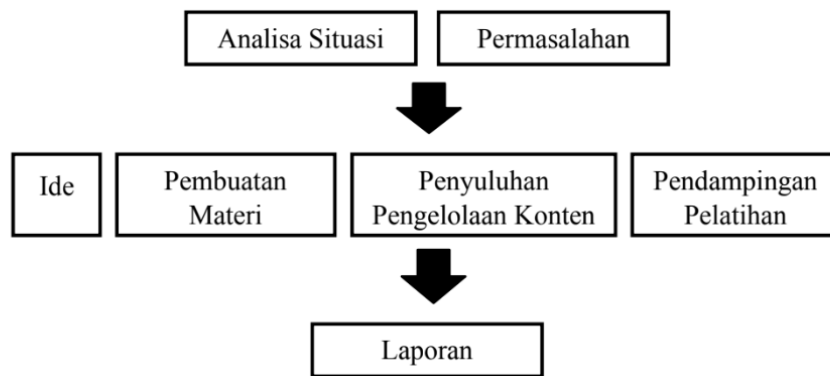 Analisa Situasi
Permasalahan
Ide
Pembuatan
Materi
Penyuluhan
Pengelolaan Konten
Pendampingan
Pelatihan
Laporan